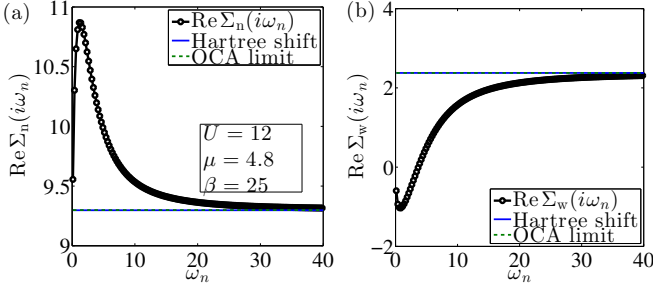 (a)
Re Σn(iωn)
11
10.5
10
9.5
9
0 10 20 30 40
ωn
Re Σn(iωn)
Hartree shift
OCA limit
U = 12
μ = 4.8
β = 25
(b)
Re Σw(iωn)
4
2
0
−2
0 10 20 30 40
ωn
Re Σw(iωn)
Hartree shift
OCA limit